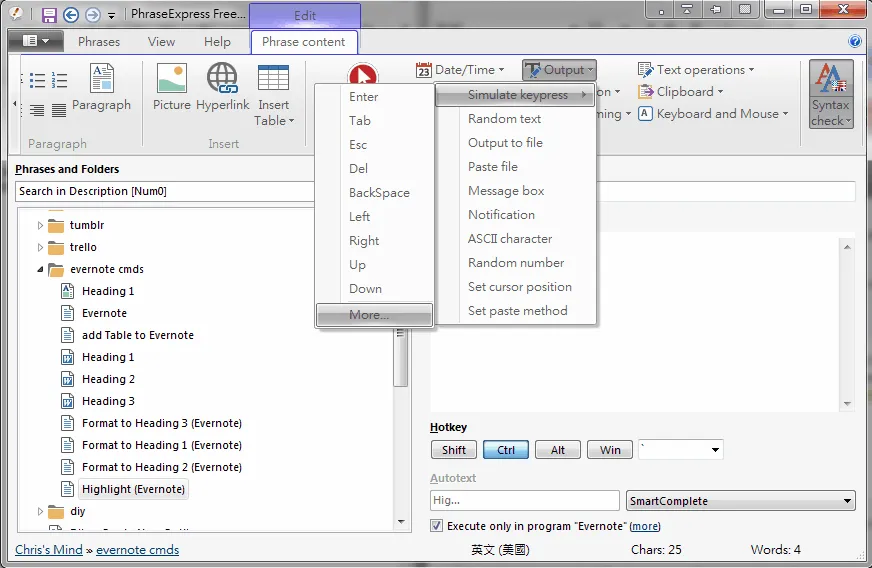 PhraseExpress Free... Edit
Phrases View Help Phrase content
Paragraph
Picture Hyperlink Insert Table
Date/Time Output
Text operations
Clipboard
Keyboard and Mouse
Syntax check
Paragraph Insert
Enter
Tab
Esc
Del
BackSpace
Left
Right
Up
Down
More...
Simulate keypress
Random text
Output to file
Paste file
Message box
Notification
ASCII character
Random number
Set cursor position
Set paste method
Phrases and Folders
Search in Description [Num0]
tumblr
trello
evernote cmds
Heading 1
Evernote
add Table to Evernote
Heading 1
Heading 2
Heading 3
Format to Heading 3 (Evernote)
Format to Heading 1 (Evernote)
Format to Heading 2 (Evernote)
Highlight (Evernote)
diy
Hotkey
Shift Ctrl Alt Win `
Autotext
Hig... SmartComplete
Execute only in program "Evernote" (more)
Chris's Mind » evernote cmds 英文 (美國) Chars: 25 Words: 4